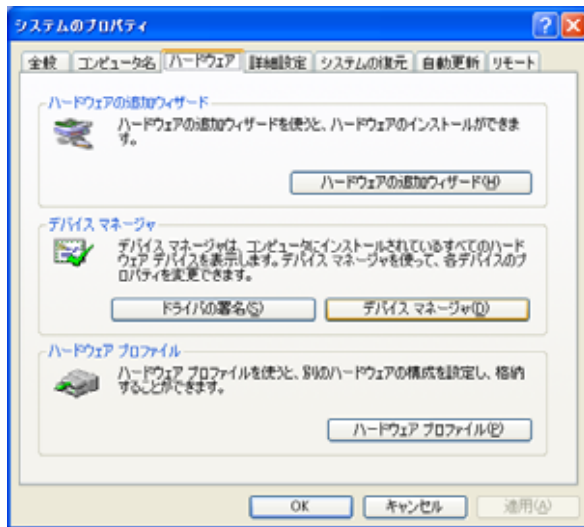 システムのプロパティ
全般 コンピュータ名 ハードウェア 詳細設定 システムの復元 自動更新 リモート
ハードウェアの追加ウィザード
ハードウェアの追加ウィザードを使うと、ハードウェアのインストールができま
す。
ハードウェアの追加ウィザード(H)
デバイス マネージャ
デバイス マネージャは、コンピュータにインストールされているすべてのハード
ウェア デバイスを表示します。デバイス マネージャを使って、各デバイスのプ
ロパティを変更できます。
ドライバの署名(S) デバイス マネージャ(D)
ハードウェア プロファイル
ハードウェア プロファイルを使うと、別のハードウェアの構成を設定し、格納
することができます。
ハードウェア プロファイル(P)
OK キャンセル 適用(A)